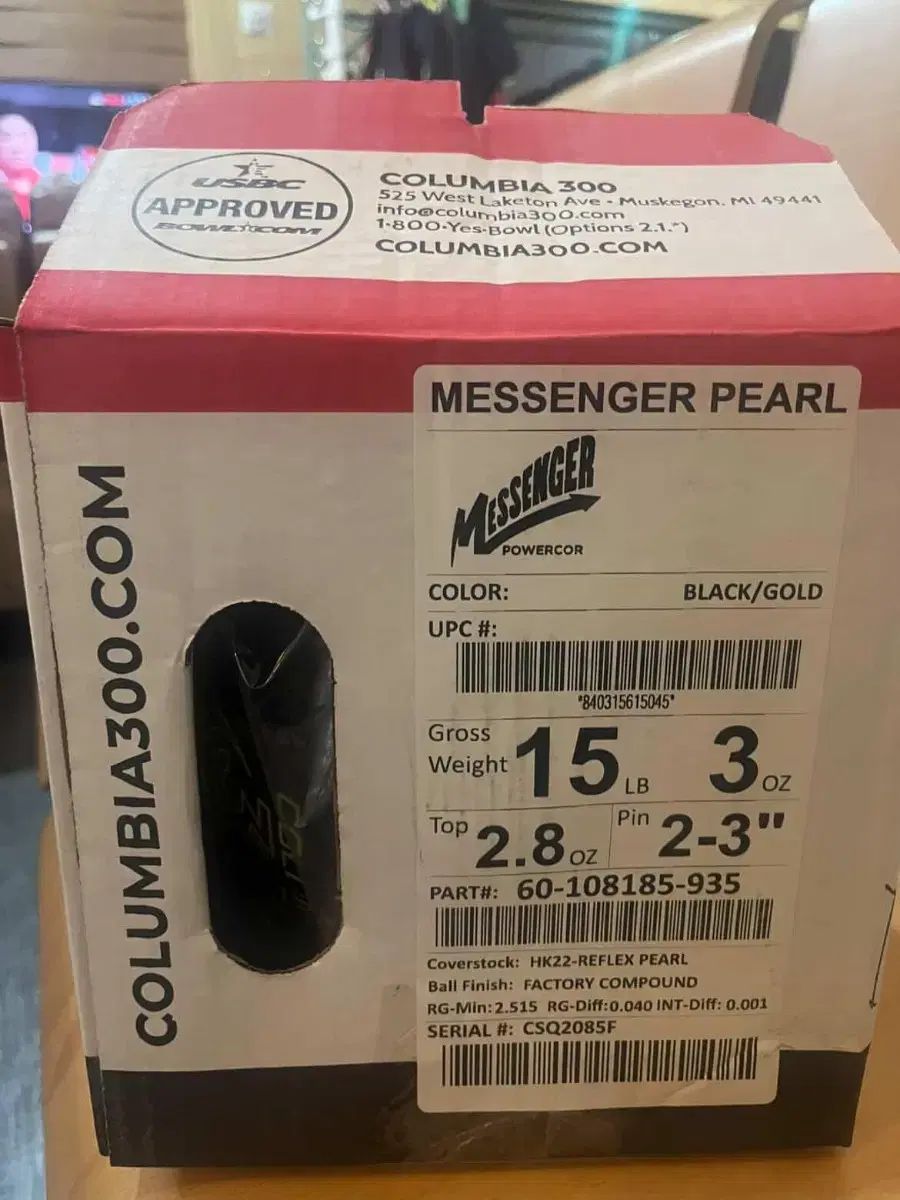 USBC
APPROVED
BOWL.COM
COLUMBIA 300
525 West Laketon Ave • Muskegon, MI 49441
info@columbia300.com
1-800-Yes-Bowl (Options 2,1,*)
COLUMBIA300.COM
COLUMBIA300.COM
MESSENGER PEARL
MESSENGER
POWERCOR
COLOR: BLACK/GOLD
UPC #:
*840315615045*
Gross Weight 15 LB 3 OZ
Top 2.8 OZ Pin 2-3"
PART#: 60-108185-935
Coverstock: HK22-REFLEX PEARL
Ball Finish: FACTORY COMPOUND
RG-Min: 2.515 RG-Diff: 0.040 INT-Diff: 0.001
SERIAL #: CSQ2085F